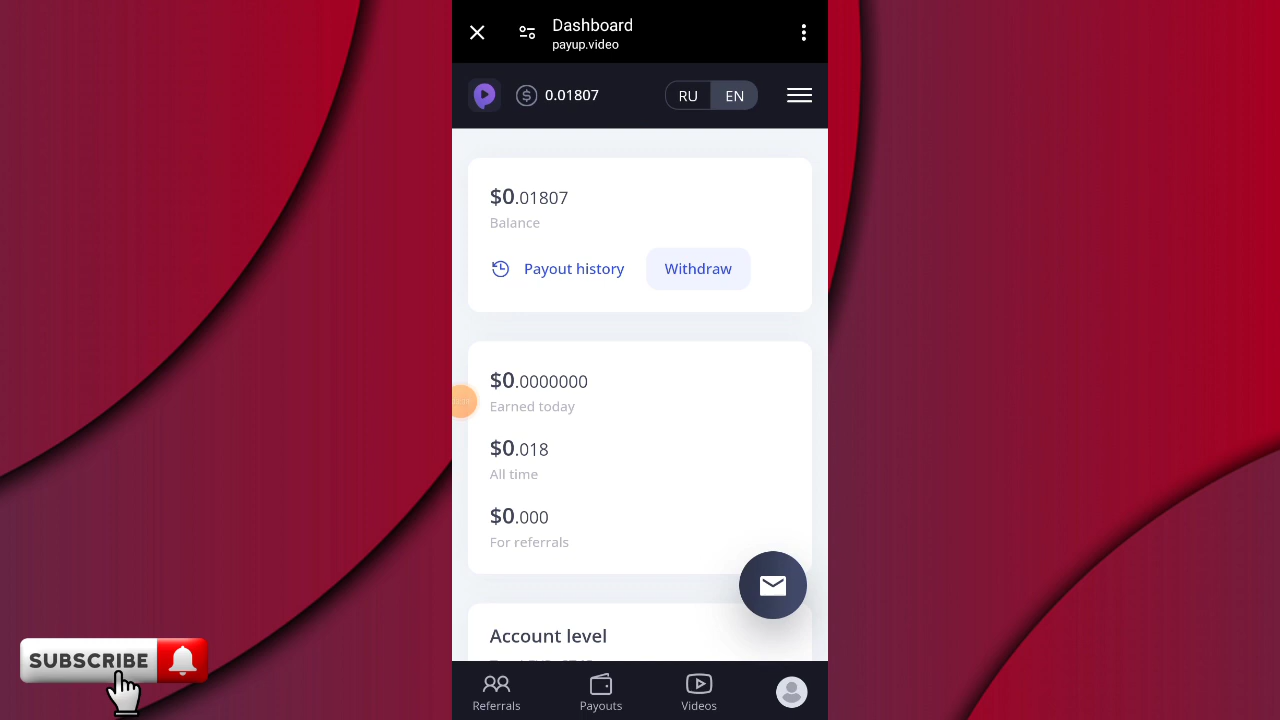 Dashboard
payup.video
0.01807
RU EN
$0.01807
Balance
Payout history Withdraw
$0.0000000
Earned today
$0.018
All time
$0.000
For referrals
Account level
SUBSCRIBE
Referrals Payouts Videos